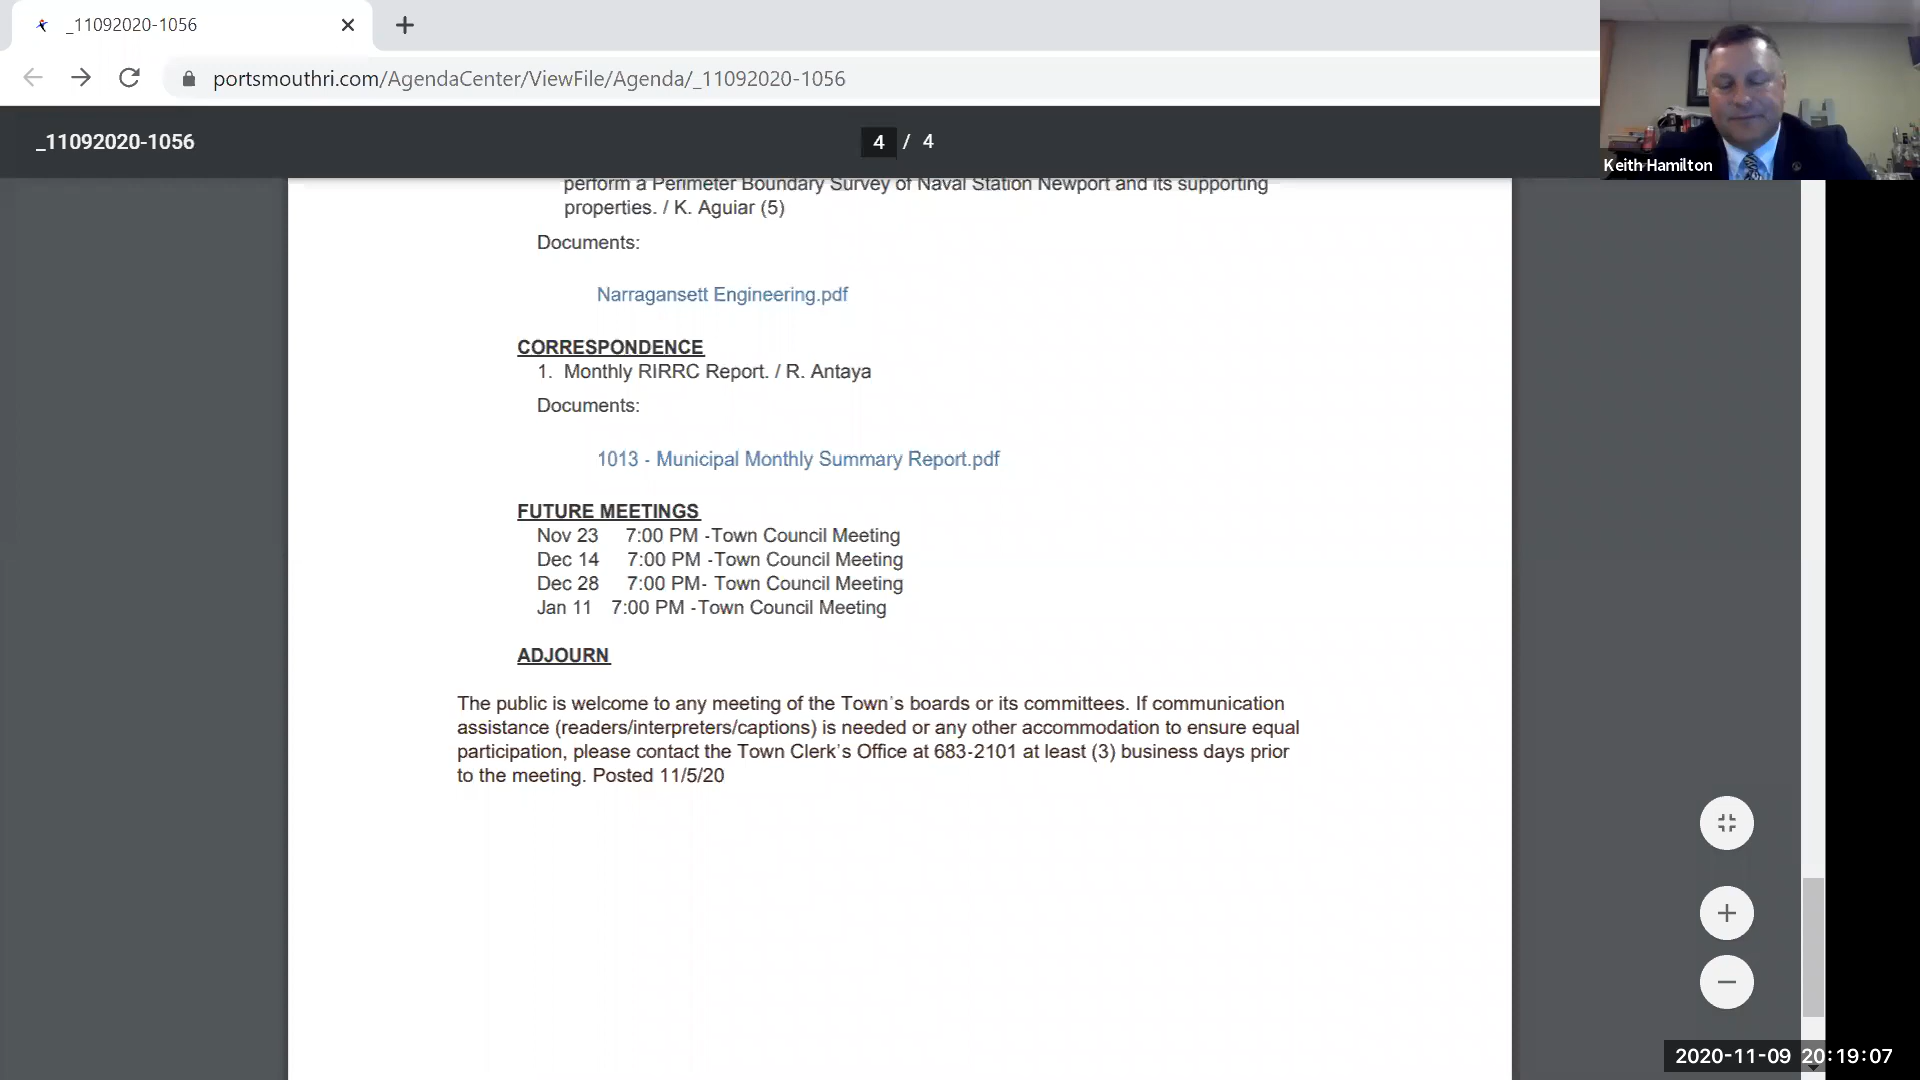 _11092020-1056
portsmouthri.com/AgendaCenter/ViewFile/Agenda/_11092020-1056
_11092020-1056
4 / 4
Keith Hamilton
perform a Perimeter Boundary Survey of Naval Station Newport and its supporting
properties. / K. Aguiar (5)
Documents:
Narragansett Engineering.pdf
CORRESPONDENCE
1. Monthly RIRRC Report. / R. Antaya
Documents:
1013 - Municipal Monthly Summary Report.pdf
FUTURE MEETINGS
Nov 23 7:00 PM -Town Council Meeting
Dec 14 7:00 PM -Town Council Meeting
Dec 28 7:00 PM- Town Council Meeting
Jan 11 7:00 PM -Town Council Meeting
ADJOURN
The public is welcome to any meeting of the Town's boards or its committees. If communication
assistance (readers/interpreters/captions) is needed or any other accommodation to ensure equal
participation, please contact the Town Clerk's Office at 683-2101 at least (3) business days prior
to the meeting. Posted 11/5/20
2020-11-09 20:19:07